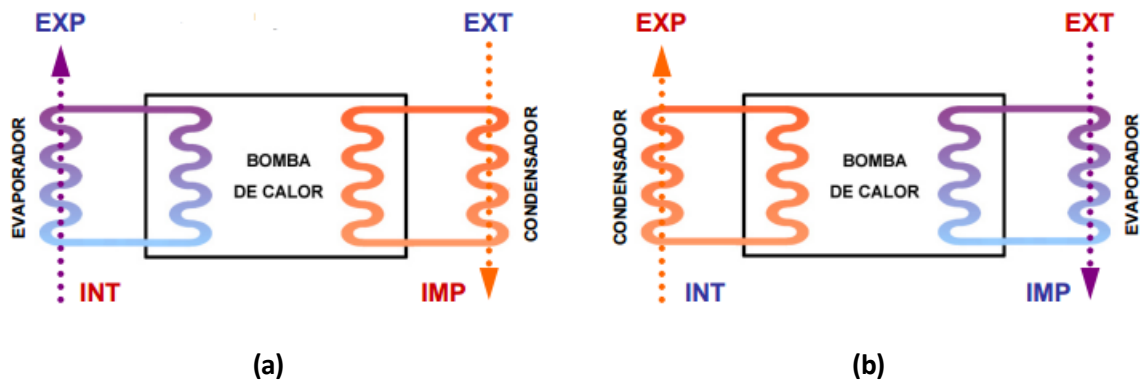 EXP
EXT
EVAPORADOR
BOMBA
DE CALOR
CONDENSADOR
INT
IMP
(a)
EXP
EXT
CONDENSADOR
BOMBA
DE CALOR
EVAPORADOR
INT
IMP
(b)